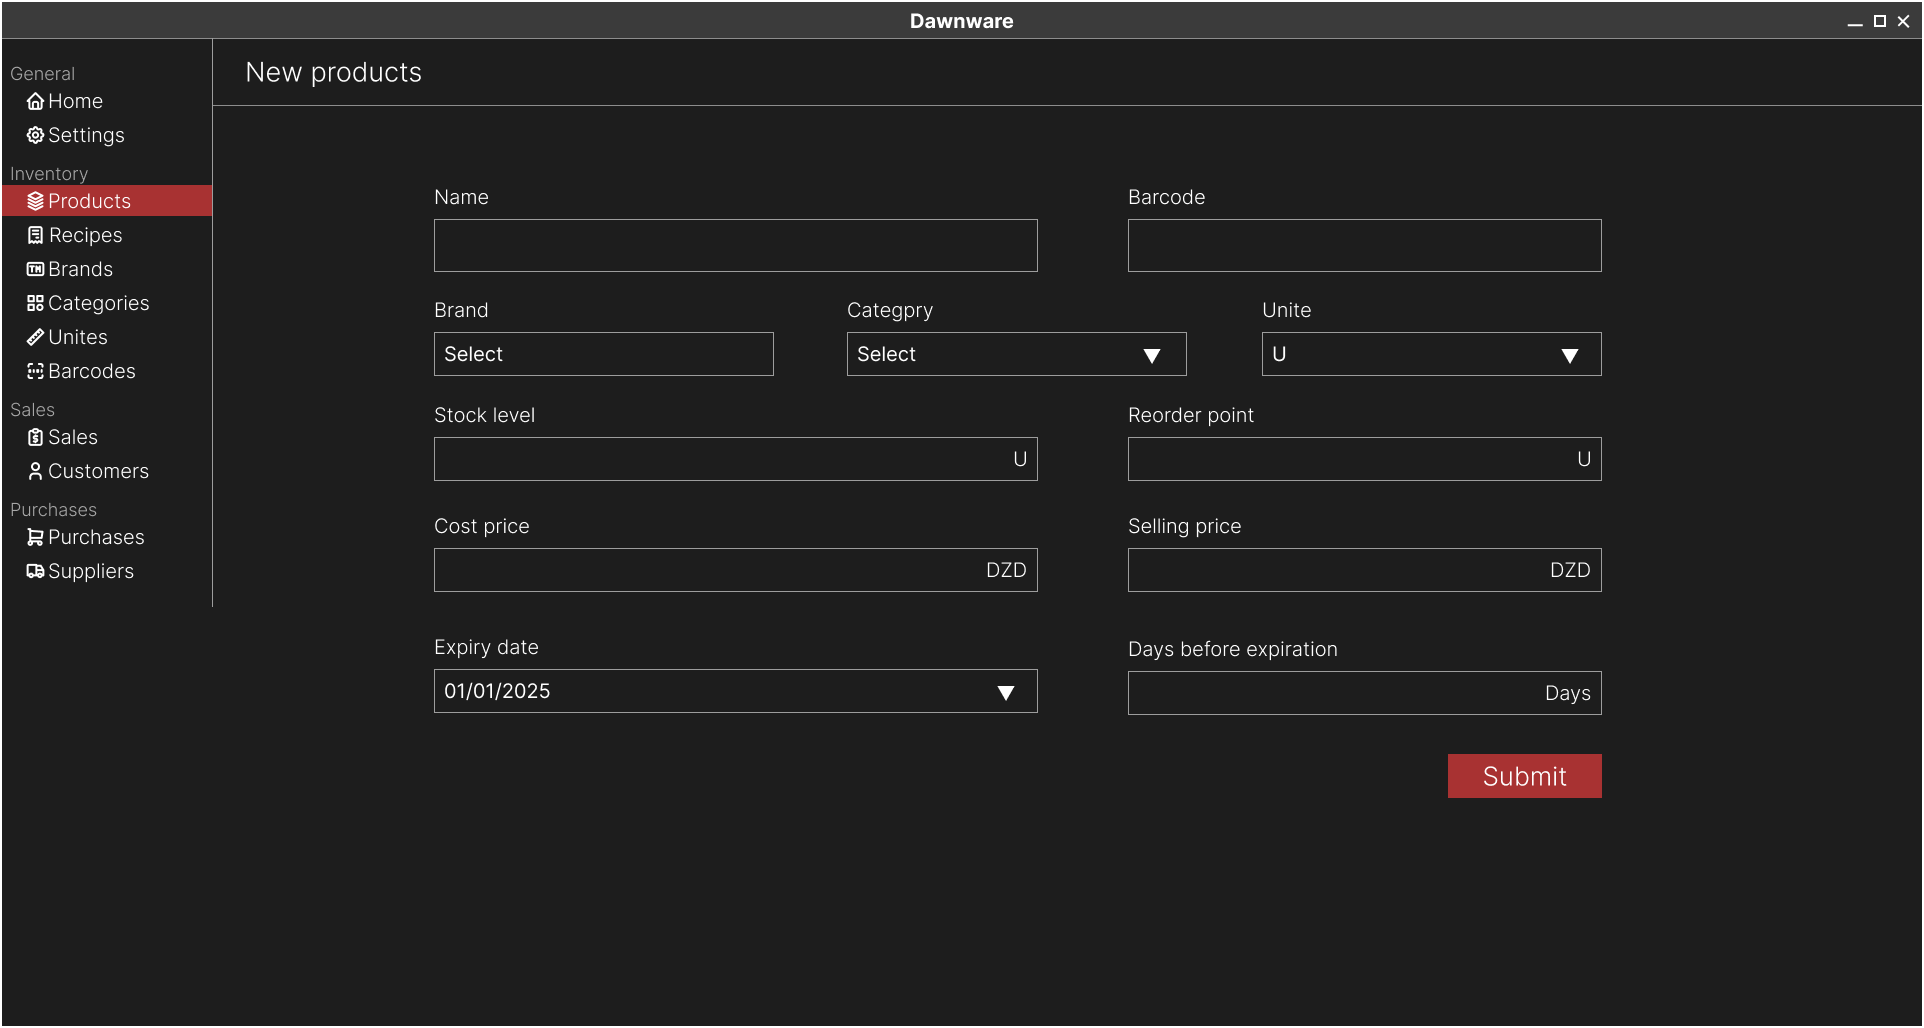 Dawnware
General
Home
Settings
Inventory
Products
Recipes
TM Brands
Categories
Unites
Barcodes
Sales
Sales
Customers
Purchases
Purchases
Suppliers
New products
Name
Barcode
Brand
Categpry
Unite
Select
Select
U
Stock level
Reorder point
U
U
Cost price
Selling price
DZD
DZD
Expiry date
Days before expiration
01/01/2025
Days
Submit